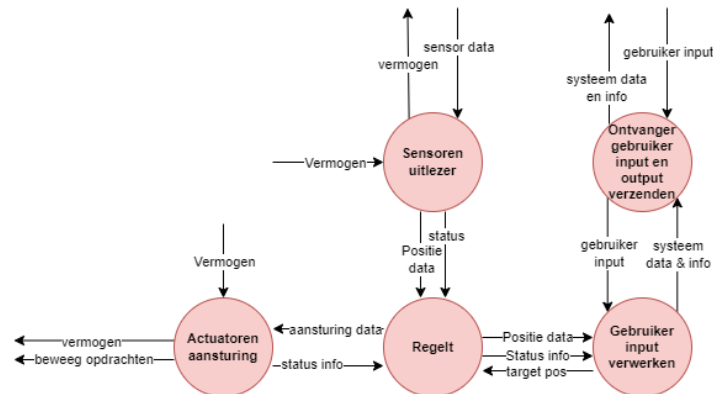 sensor data
vermogen
gebruiker input
systeem data
en info
Vermogen
Sensoren
uitlezer
Ontvanger
gebruiker
input en
output
verzenden
Positie
data
status
gebruiker
input
systeem
data & info
Vermogen
vermogen
beweeg opdrachten
Actuatoren
aansturing
aansturing data
status info
Regelt
Positie data
Status info
target pos
Gebruiker
input
verwerken